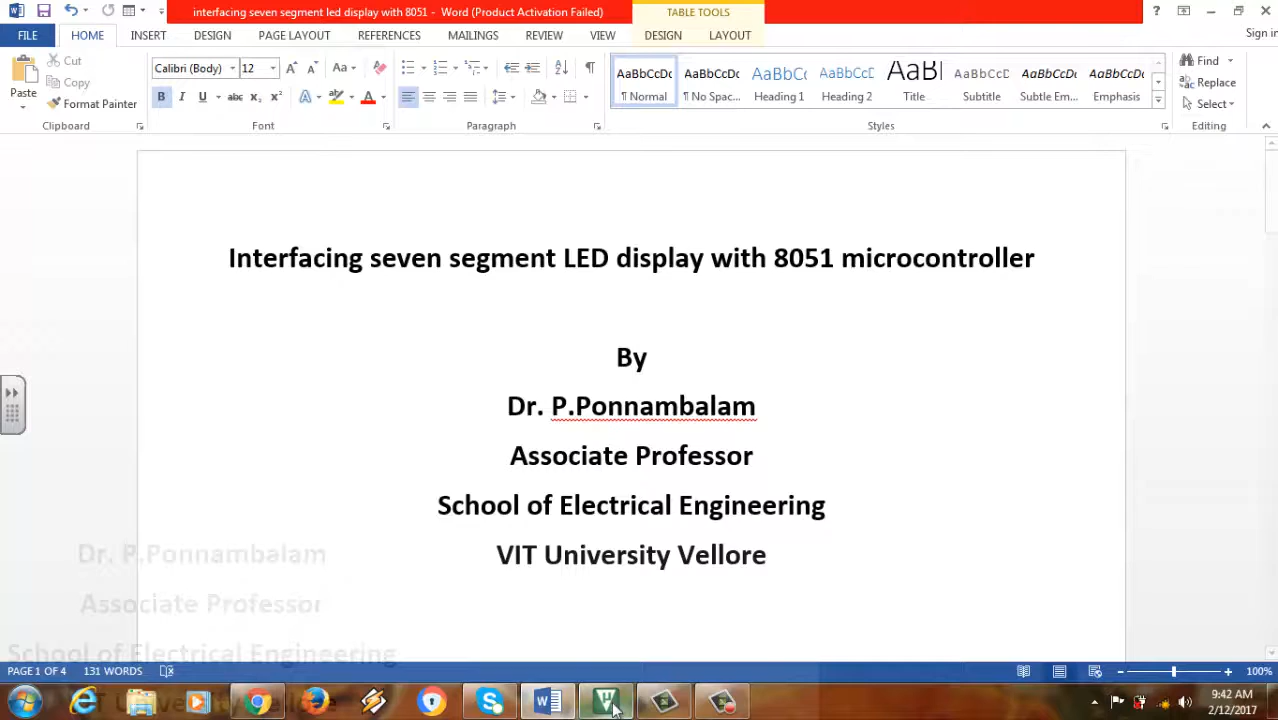 interfacing seven segment led display with 8051 - Word (Product Activation Failed)
TABLE TOOLS
FILE HOME INSERT DESIGN PAGE LAYOUT REFERENCES MAILINGS REVIEW VIEW DESIGN LAYOUT Sign in
Paste
Cut
Copy
Format Painter
Calibri (Body) 12
AaBbCcDc AaBbCcDc AaBbCc AaBbCcD AaBl AaBbCcD AaBbCcDc AaBbCcDc
¶ Normal ¶ No Spac... Heading 1 Heading 2 Title Subtitle Subtle Em... Emphasis
Find
Replace
Select
Clipboard Font Paragraph Styles Editing
Interfacing seven segment LED display with 8051 microcontroller
By
Dr. P.Ponnambalam
Associate Professor
School of Electrical Engineering
VIT University Vellore
Dr. P.Ponnambalam
Associate Professor
School of Electrical Engineering
PAGE 1 OF 4 131 WORDS 100%
9:42 AM
2/12/2017